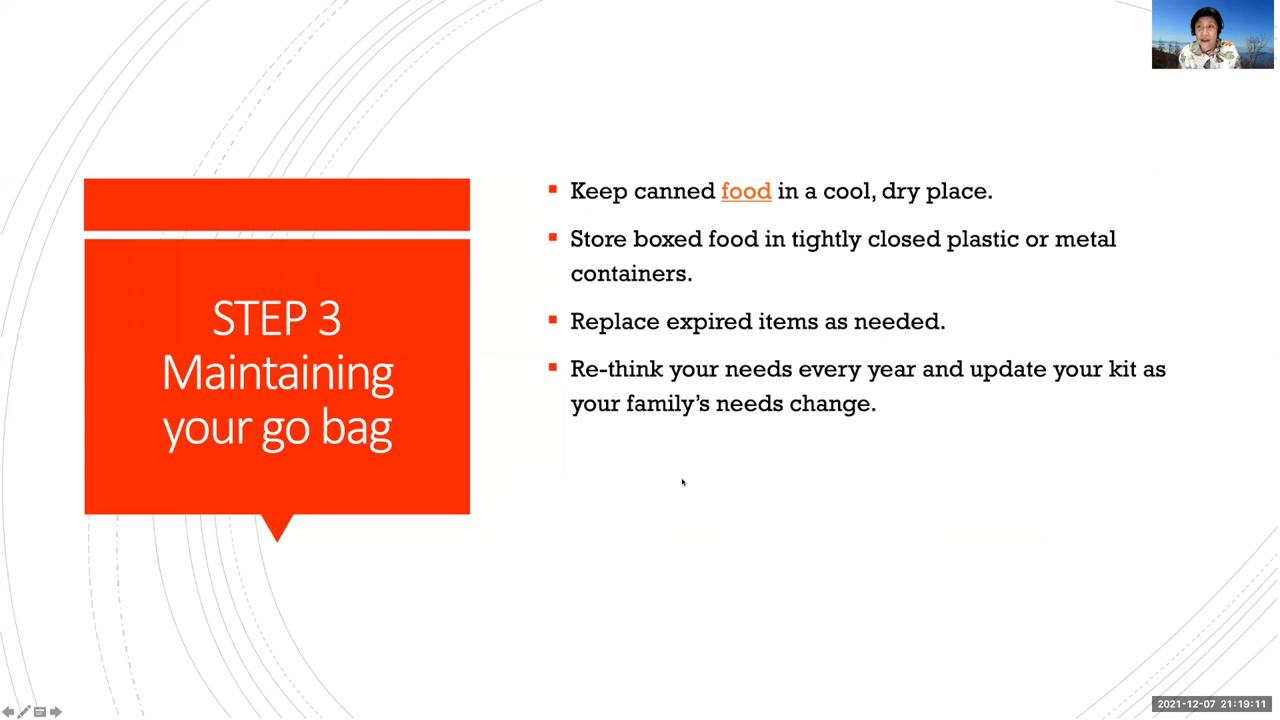 STEP 3
Maintaining
your go bag
Keep canned food in a cool, dry place.
Store boxed food in tightly closed plastic or metal
containers.
Replace expired items as needed.
Re-think your needs every year and update your kit as
your family’s needs change.
2021-12-07 21:19:11